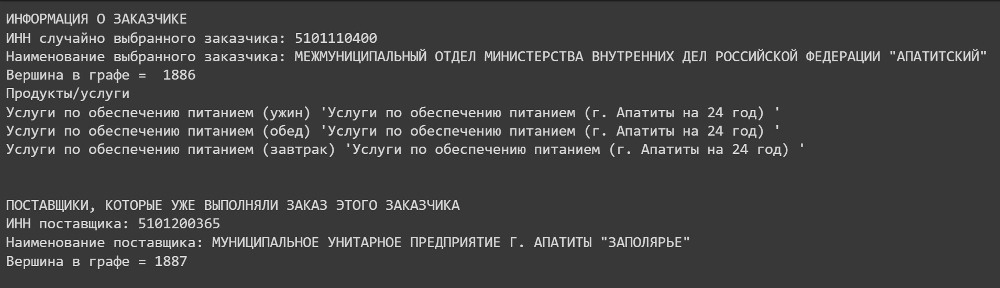 ИНФОРМАЦИЯ О ЗАКАЗЧИКЕ
ИНН случайно выбранного заказчика: 5101110400
Наименование выбранного заказчика: МЕЖМУНИЦИПАЛЬНЫЙ ОТДЕЛ МИНИСТЕРСТВА ВНУТРЕННИХ ДЕЛ РОССИЙСКОЙ ФЕДЕРАЦИИ "АПАТИТСКИЙ"
Вершина в графе =  1886
Продукты/услуги
Услуги по обеспечению питанием (ужин) 'Услуги по обеспечению питанием (г. Апатиты на 24 год) '
Услуги по обеспечению питанием (обед) 'Услуги по обеспечению питанием (г. Апатиты на 24 год) '
Услуги по обеспечению питанием (завтрак) 'Услуги по обеспечению питанием (г. Апатиты на 24 год) '
ПОСТАВЩИКИ, КОТОРЫЕ УЖЕ ВЫПОЛНЯЛИ ЗАКАЗ ЭТОГО ЗАКАЗЧИКА
ИНН поставщика: 5101200365
Наименование поставщика: МУНИЦИПАЛЬНОЕ УНИТАРНОЕ ПРЕДПРИЯТИЕ Г. АПАТИТЫ "ЗАПОЛЯРЬЕ"
Вершина в графе = 1887